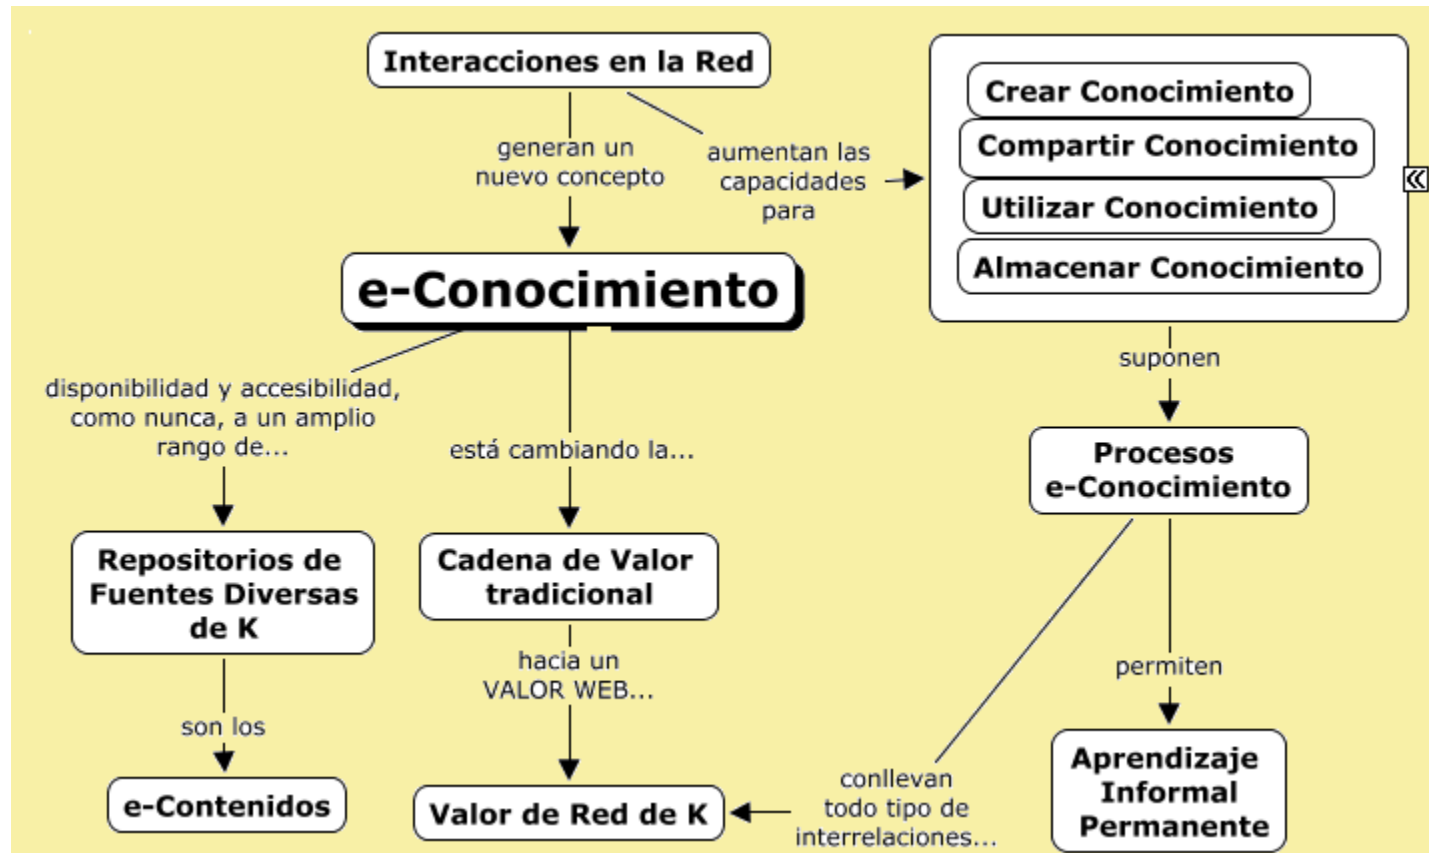 Interacciones en la Red
generan un
nuevo concepto
aumentan las
capacidades
para
Crear Conocimiento
Compartir Conocimiento
Utilizar Conocimiento
Almacenar Conocimiento
e-Conocimiento
suponen
disponibilidad y accesibilidad,
como nunca, a un amplio
rango de...
está cambiando la...
Procesos
e-Conocimiento
Repositorios de
Fuentes Diversas
de K
Cadena de Valor
tradicional
hacia un
VALOR WEB...
permiten
son los
e-Contenidos
Valor de Red de K
conllevan
todo tipo de
interrelaciones...
Aprendizaje
Informal
Permanente